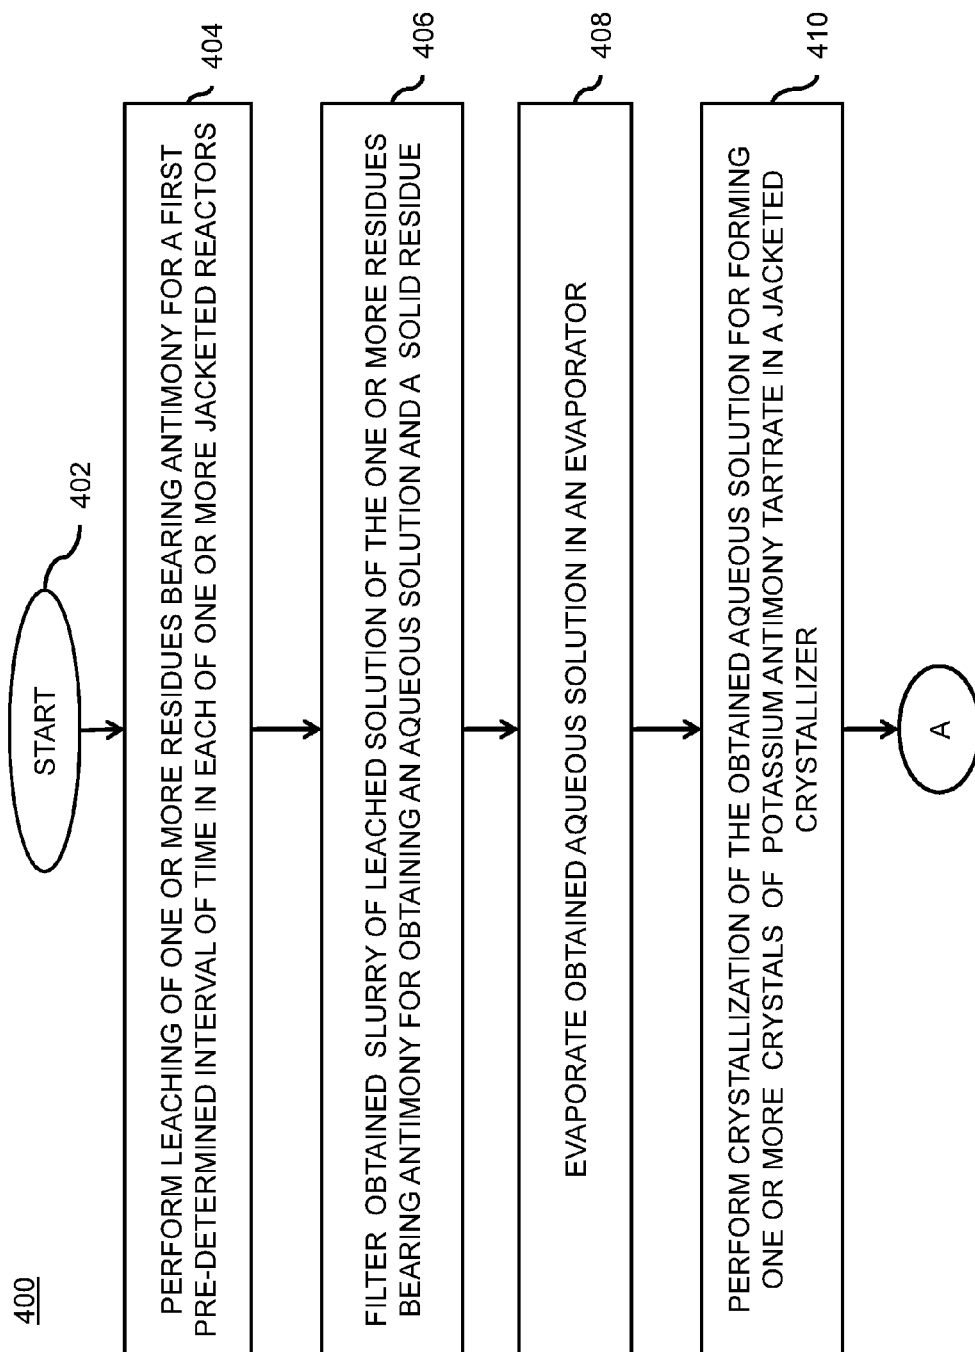 400
START
402
PERFORM LEACHING OF ONE OR MORE RESIDUES BEARING ANTIMONY FOR A FIRST
PRE-DETERMINED INTERVAL OF TIME IN EACH OF ONE OR MORE JACKETED REACTORS
404
FILTER OBTAINED SLURRY OF LEACHED SOLUTION OF THE ONE OR MORE RESIDUES
BEARING ANTIMONY FOR OBTAINING AN AQUEOUS SOLUTION AND A SOLID RESIDUE
406
EVAPORATE OBTAINED AQUEOUS SOLUTION IN AN EVAPORATOR
408
PERFORM CRYSTALLIZATION OF THE OBTAINED AQUEOUS SOLUTION FOR FORMING
ONE OR MORE CRYSTALS OF POTASSIUM ANTIMONY TARTRATE IN A JACKETED
CRYSTALLIZER
410
A